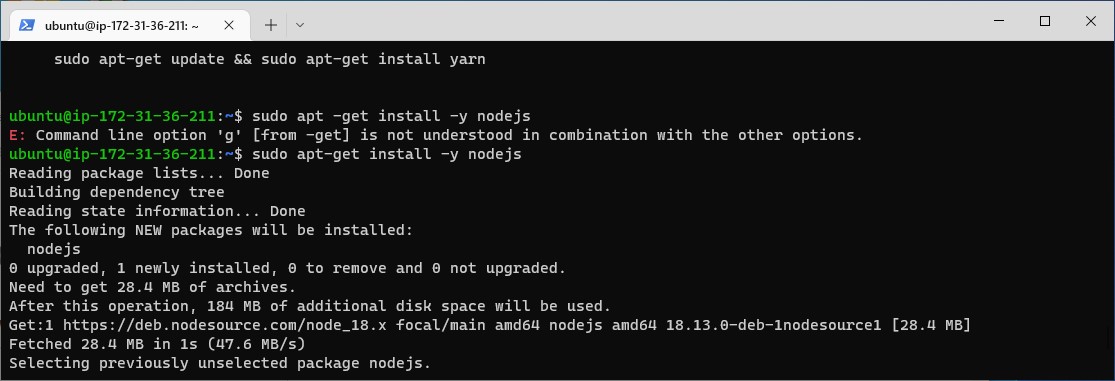 ubuntu@ip-172-31-36-211: ~
sudo apt-get update && sudo apt-get install yarn
ubuntu@ip-172-31-36-211:~$ sudo apt -get install -y nodejs
E: Command line option 'g' [from -get] is not understood in combination with the other options.
ubuntu@ip-172-31-36-211:~$ sudo apt-get install -y nodejs
Reading package lists... Done
Building dependency tree
Reading state information... Done
The following NEW packages will be installed:
nodejs
0 upgraded, 1 newly installed, 0 to remove and 0 not upgraded.
Need to get 28.4 MB of archives.
After this operation, 184 MB of additional disk space will be used.
Get:1 https://deb.nodesource.com/node_18.x focal/main amd64 nodejs amd64 18.13.0-deb-1nodesource1 [28.4 MB]
Fetched 28.4 MB in 1s (47.6 MB/s)
Selecting previously unselected package nodejs.